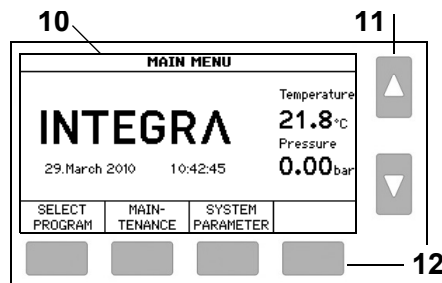 10
11
MAIN MENU
Temperature
21.8°C
INTEGRA
Pressure
29.March 2010 10:42:45
0.00bar
SELECT PROGRAM
MAIN-TENANCE
SYSTEM PARAMETER
12